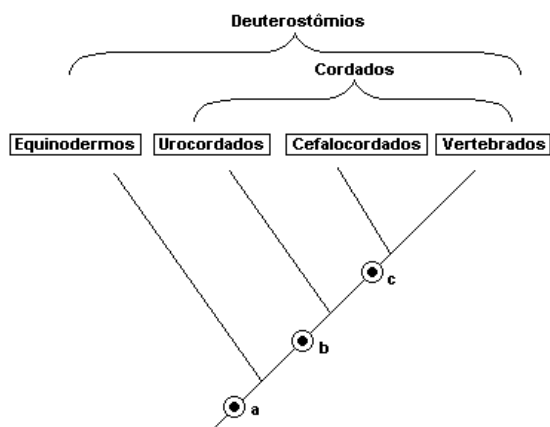 Deuterostômios
Cordados
Equinodermos Urocordados Cefalocordados Vertebrados
c
b
a